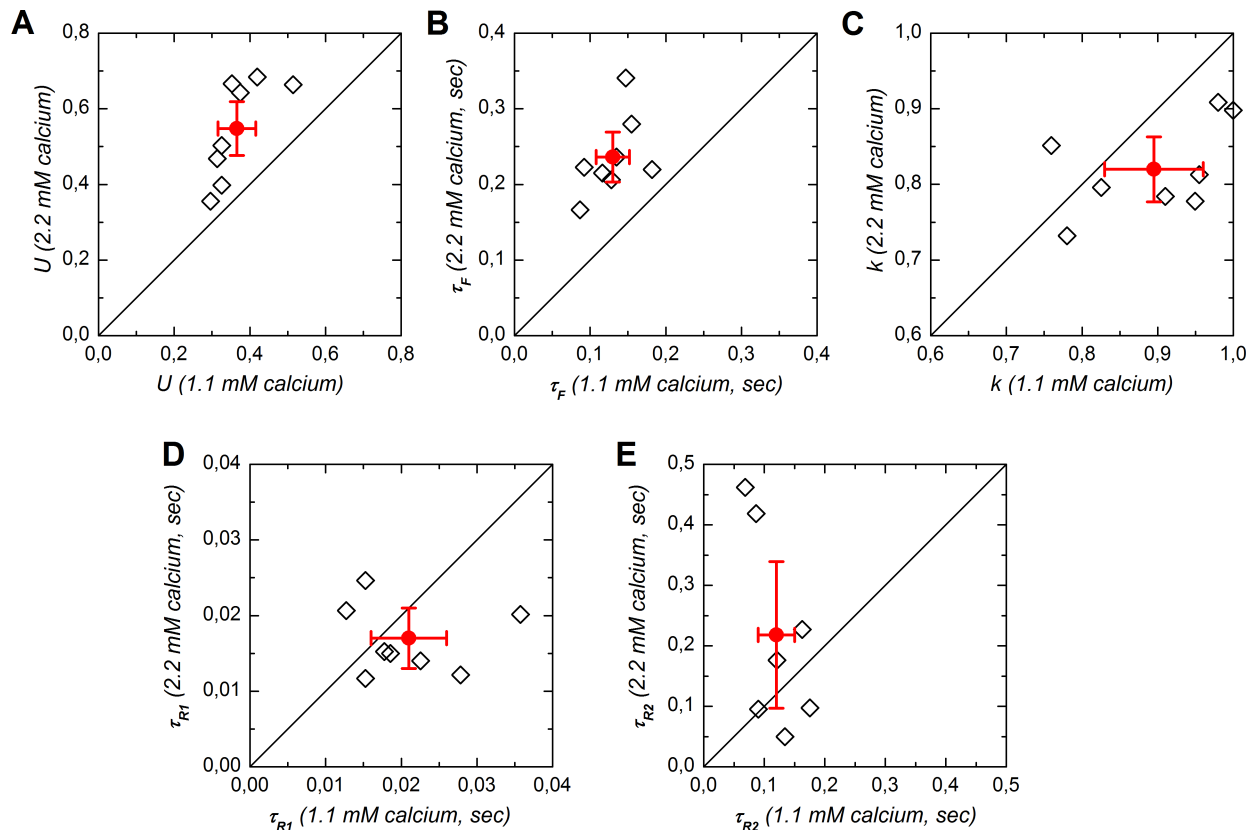 A
0,8
0,6
0,4
0,2
0,0
U (2.2 mM calcium)
0,0 0,2 0,4 0,6 0,8
U (1.1 mM calcium)
B
0,4
0,3
0,2
0,1
0,0
τF (2.2 mM calcium, sec)
0,0 0,1 0,2 0,3 0,4
τF (1.1 mM calcium, sec)
C
1,0
0,9
0,8
0,7
0,6
k (2.2 mM calcium)
0,6 0,7 0,8 0,9 1,0
k (1.1 mM calcium)
D
0,04
0,03
0,02
0,01
0,00
τR1 (2.2 mM calcium, sec)
0,00 0,01 0,02 0,03 0,04
τR1 (1.1 mM calcium, sec)
E
0,5
0,4
0,3
0,2
0,1
0,0
τR2 (2.2 mM calcium, sec)
0,0 0,1 0,2 0,3 0,4 0,5
τR2 (1.1 mM calcium, sec)